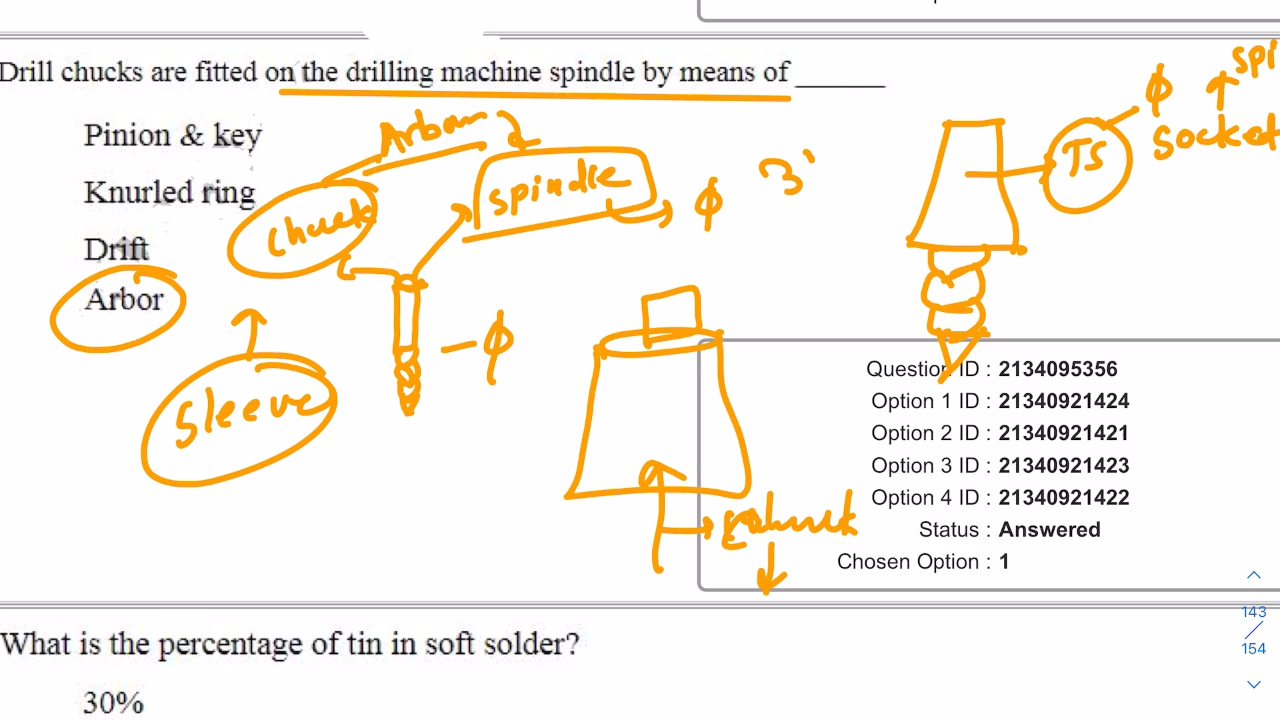 Drill chucks are fitted on the drilling machine spindle by means of ______
Pinion & key
Knurled ring
Drift
Arbor
Arbor
chuck
spindle
φ
3'
sleeve
φ
TS
φ
spi
socket
Question ID : 2134095356
Option 1 ID : 21340921424
Option 2 ID : 21340921421
Option 3 ID : 21340921423
Option 4 ID : 21340921422
Status : Answered
Chosen Option : 1
143
154
What is the percentage of tin in soft solder?
30%